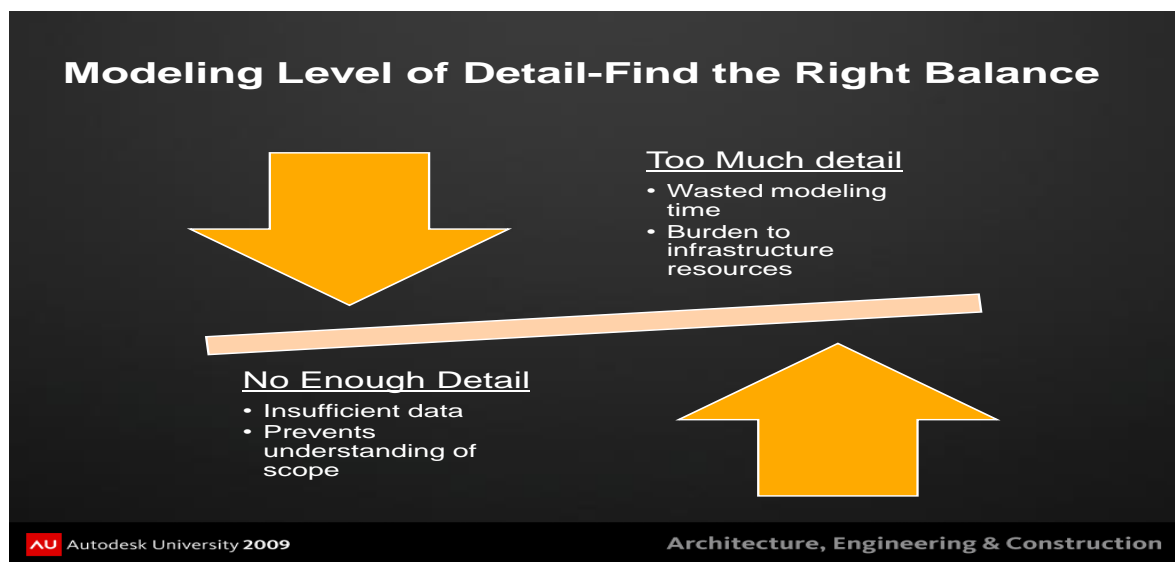 Modeling Level of Detail-Find the Right Balance
Too Much detail
• Wasted modeling
time
• Burden to
infrastructure
resources
No Enough Detail
• Insufficient data
• Prevents
understanding of
scope
AU Autodesk University 2009
Architecture, Engineering & Construction